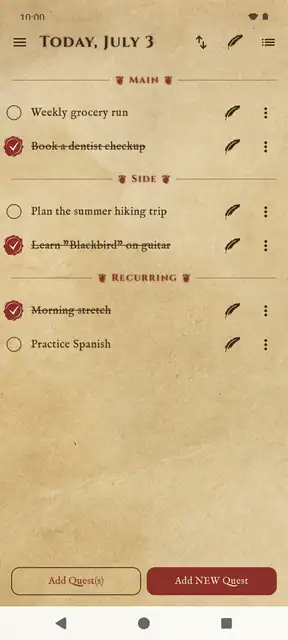 10:00
TODAY, JULY 3
MAIN
Weekly grocery run
Book a dentist checkup
SIDE
Plan the summer hiking trip
Learn "Blackbird" on guitar
RECURRING
Morning stretch
Practice Spanish
Add Quest(s)
Add NEW Quest